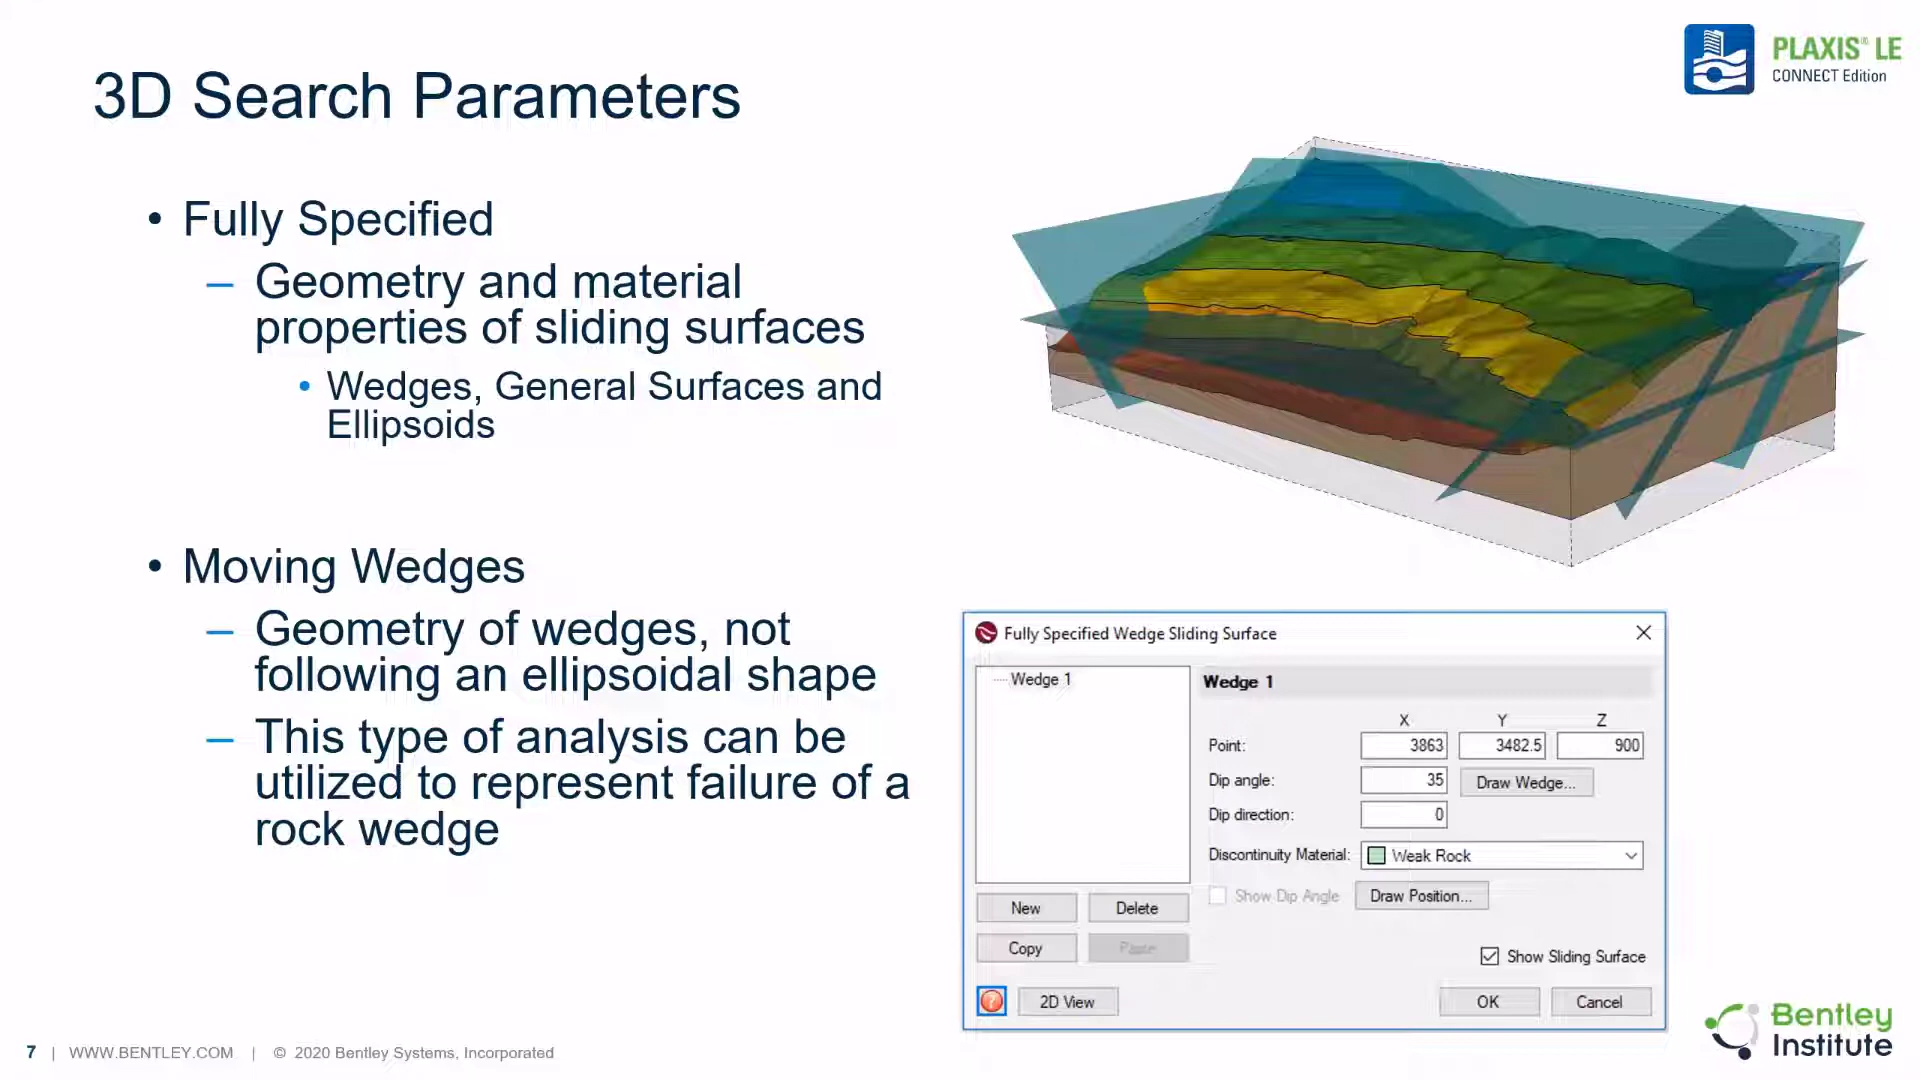 PLAXIS® LE
CONNECT Edition
3D Search Parameters
• Fully Specified
– Geometry and material
properties of sliding surfaces
• Wedges, General Surfaces and
Ellipsoids
• Moving Wedges
– Geometry of wedges, not
following an ellipsoidal shape
– This type of analysis can be
utilized to represent failure of a
rock wedge
Fully Specified Wedge Sliding Surface
Wedge 1
Wedge 1
X Y Z
Point: 3863 3482.5 900
Dip angle: 35 Draw Wedge...
Dip direction: 0
Discontinuity Material: Weak Rock
Show Dip Angle Draw Position...
New Delete
Copy Paste
Show Sliding Surface
? 2D View OK Cancel
7 | WWW.BENTLEY.COM | © 2020 Bentley Systems, Incorporated
Bentley
Institute